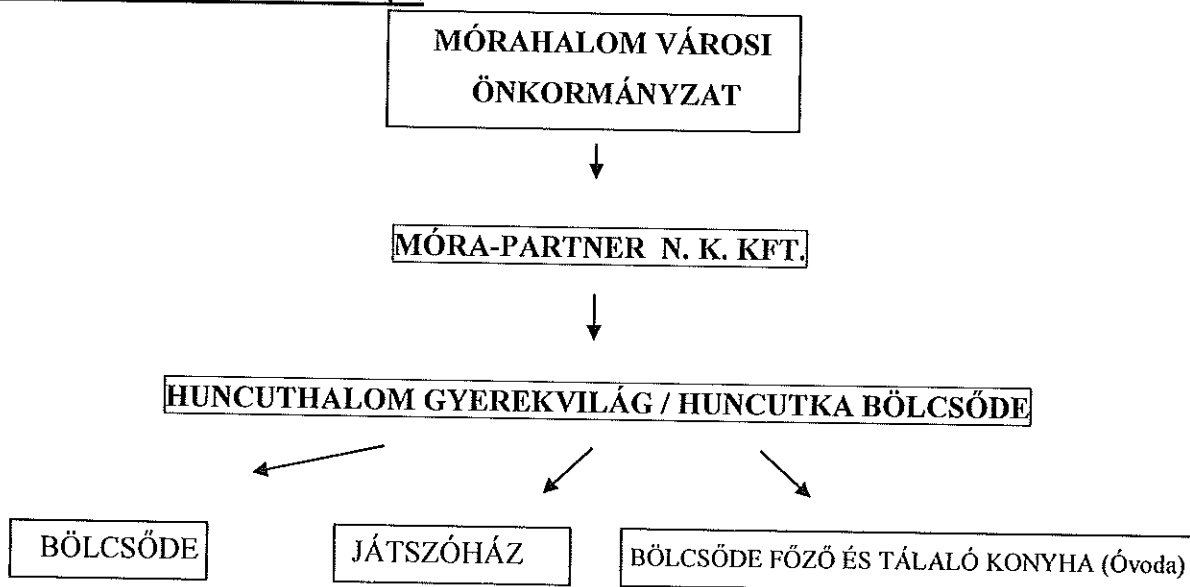 MÓRAHALOM VÁROSI
ÖNKORMÁNYZAT
MÓRA-PARTNER N. K. KFT.
HUNCUTHALOM GYEREKVILÁG / HUNCUTKA BÖLCSŐDE
BÖLCSŐDE
JÁTSZÓHÁZ
BÖLCSŐDE FŐZŐ ÉS TÁLALÓ KONYHA (Óvoda)